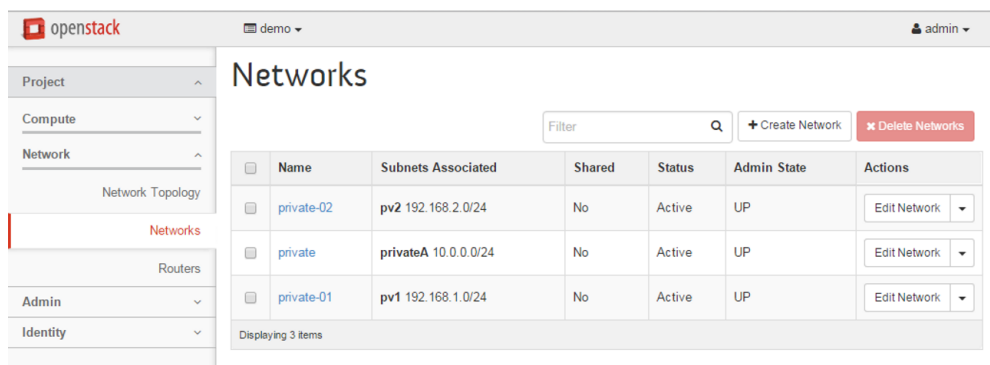 openstack
demo
admin
Project
Compute
Network
Network Topology
Networks
Routers
Admin
Identity
Networks
Filter
Create Network
Delete Networks
Name Subnets Associated Shared Status Admin State Actions
private-02 pv2 192.168.2.0/24 No Active UP Edit Network
private privateA 10.0.0.0/24 No Active UP Edit Network
private-01 pv1 192.168.1.0/24 No Active UP Edit Network
Displaying 3 items